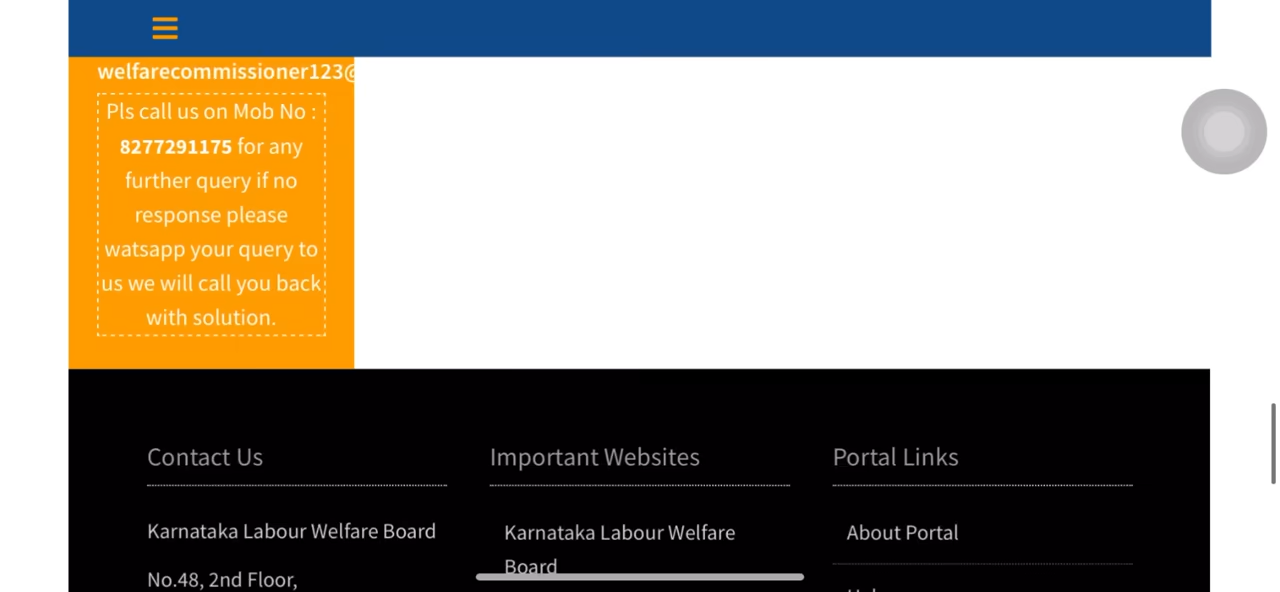 welfarecommissioner123@
Pls call us on Mob No :
8277291175 for any
further query if no
response please
watsapp your query to
us we will call you back
with solution.
Contact Us
Important Websites
Portal Links
Karnataka Labour Welfare Board
No.48, 2nd Floor,
Karnataka Labour Welfare
Board
About Portal